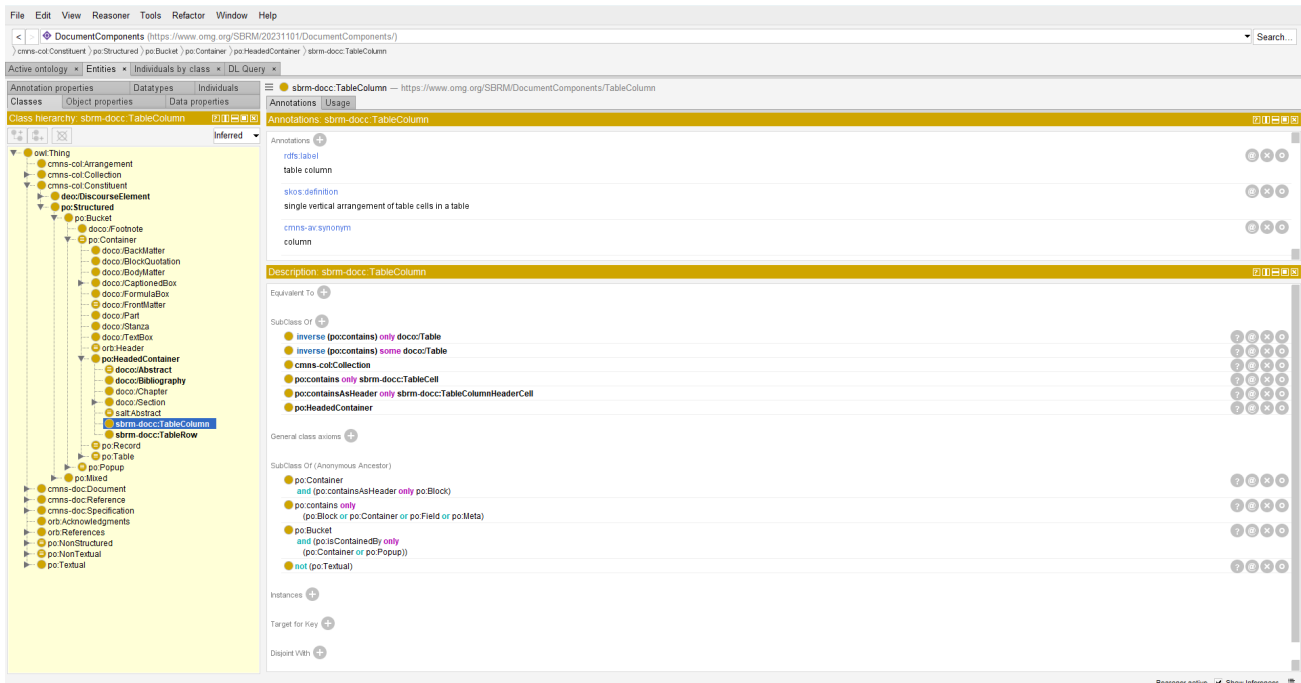 File Edit View Reasoner Tools Refactor Window Help
< > DocumentComponents (https://www.omg.org/SBRM/20231101/DocumentComponents/) Search...
cmns-col:Constituent po:Structured po:Bucket po:Container po:HeadedContainer sbrm-docc:TableColumn
Active ontology × Entities × Individuals by class × DL Query ×
Annotation properties Datatypes Individuals
Classes Object properties Data properties
Class hierarchy: sbrm-docc:TableColumn
Inferred
owl:Thing
cmns-col:Arrangement
cmns-col:Collection
cmns-col:Constituent
deo:/DiscourseElement
po:Structured
po:Bucket
doco:/Footnote
po:Container
doco:/BackMatter
doco:/BlockQuotation
doco:/BodyMatter
doco:/CaptionedBox
doco:/FormulaBox
doco:/FrontMatter
doco:/Part
doco:/Stanza
doco:/TextBox
orb:Header
po:HeadedContainer
doco:/Abstract
doco:/Bibliography
doco:/Chapter
doco:/Section
salt:Abstract
sbrm-docc:TableColumn
sbrm-docc:TableRow
po:Record
po:Table
po:Popup
po:Mixed
cmns-doc:Document
cmns-doc:Reference
cmns-doc:Specification
orb:Acknowledgments
orb:References
po:NonStructured
po:NonTextual
po:Textual
sbrm-docc:TableColumn — https://www.omg.org/SBRM/DocumentComponents/TableColumn
Annotations Usage
Annotations: sbrm-docc:TableColumn
Annotations
rdfs:label
table column
skos:definition
single vertical arrangement of table cells in a table
cmns-av:synonym
column
Description: sbrm-docc:TableColumn
Equivalent To
SubClass Of
inverse (po:contains) only doco:/Table
inverse (po:contains) some doco:/Table
cmns-col:Collection
po:contains only sbrm-docc:TableCell
po:containsAsHeader only sbrm-docc:TableColumnHeaderCell
po:HeadedContainer
General class axioms
SubClass Of (Anonymous Ancestor)
po:Container
and (po:containsAsHeader only po:Block)
po:contains only
(po:Block or po:Container or po:Field or po:Meta)
po:Bucket
and (po:isContainedBy only
(po:Container or po:Popup))
not (po:Textual)
Instances
Target for Key
Disjoint With
Reasoner active Show Inferences